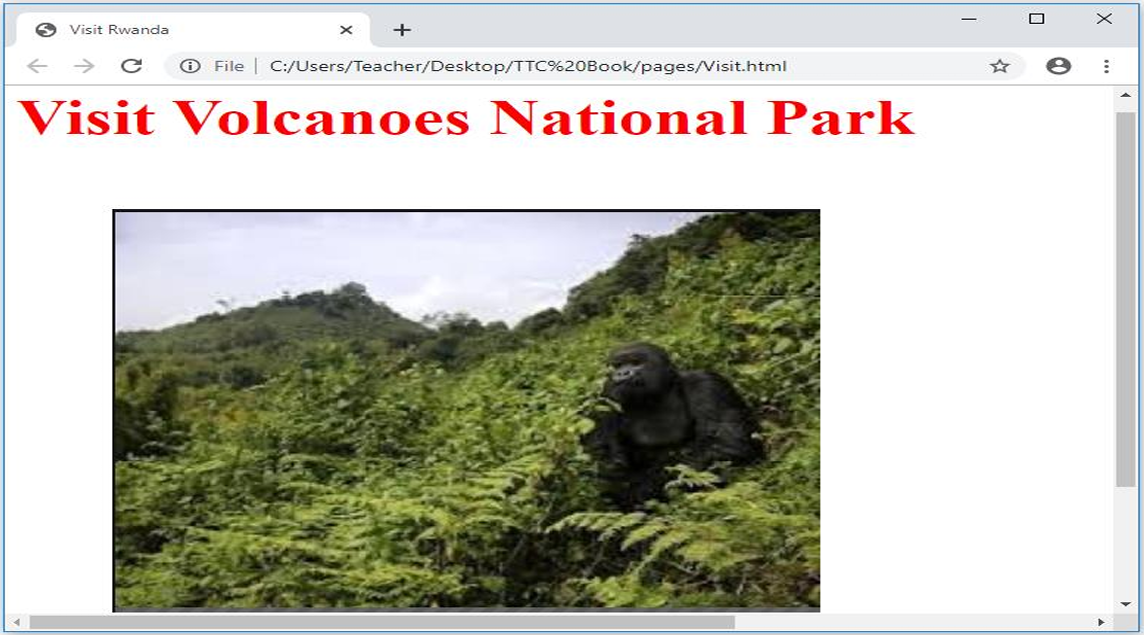 Visit Rwanda
File | C:/Users/Teacher/Desktop/TTC%20Book/pages/Visit.html
Visit Volcanoes National Park